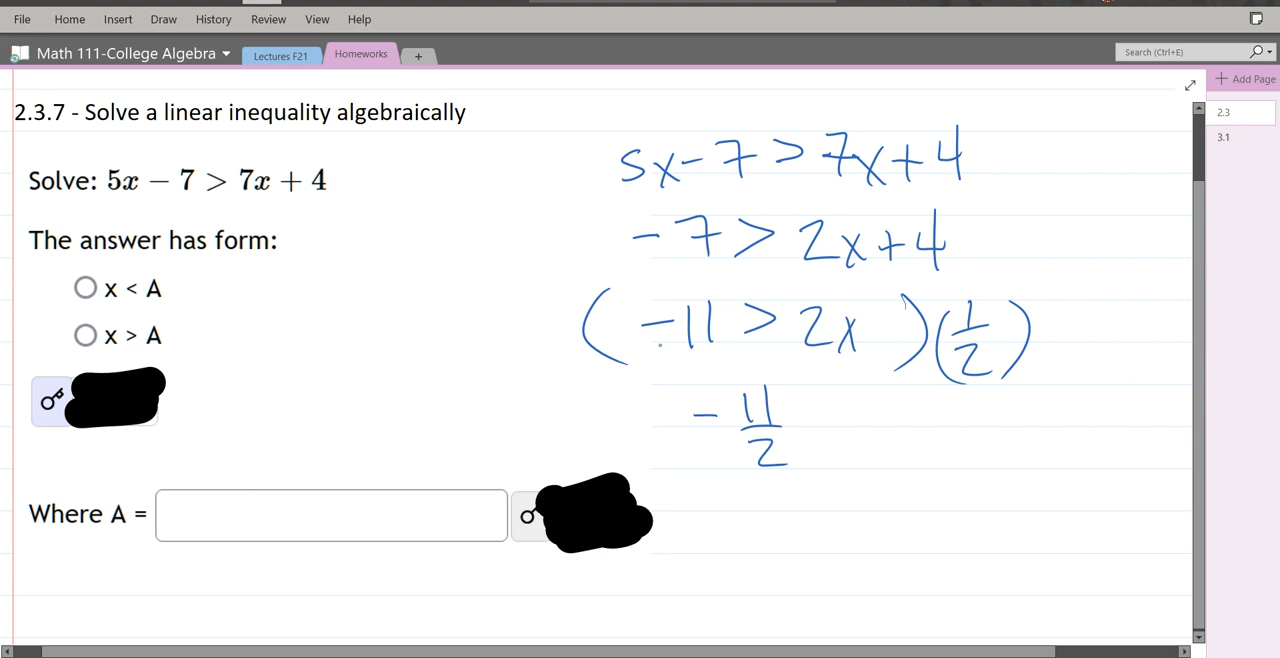 File Home Insert Draw History Review View Help
Math 111-College Algebra
Lectures F21
Homeworks
+
Search (Ctrl+E)
+ Add Page
2.3
3.1
2.3.7 - Solve a linear inequality algebraically
Solve: 5x − 7 > 7x + 4
The answer has form:
x < A
x > A
Where A =
5x - 7 > 7x + 4
- 7 > 2x + 4
( - 11 > 2x ) (1/2)
- 11/2